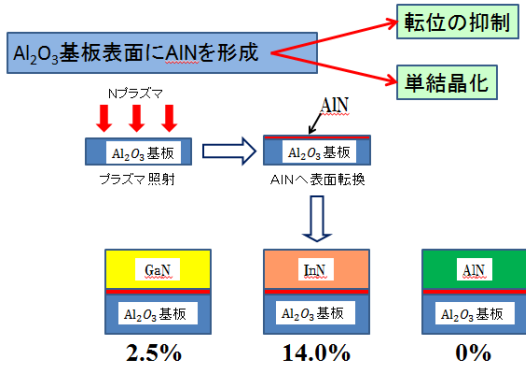 Al₂O₃基板表面にAlNを形成
転位の抑制
単結晶化
Nプラズマ
AlN
Al₂O₃基板
Al₂O₃基板
プラズマ照射
AlNへ表面転換
GaN
InN
AlN
Al₂O₃基板
Al₂O₃基板
Al₂O₃基板
2.5%
14.0%
0%